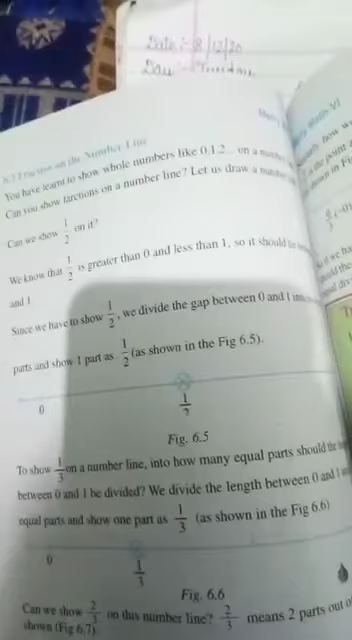 Date :- 8/12/20
Day :-
on the Number Line
You have learnt to show whole numbers like 0,1,2... on a number
Can you show farctions on a number line? Let us draw a number
Can we show 1/2 on it?
We know that 1/2 is greater than 0 and less than 1, so it should
and 1
Since we have to show 1/2, we divide the gap between 0 and 1
parts and show 1 part as 1/2 (as shown in the Fig 6.5).
0 1/2
Fig. 6.5
To show 1/3 on a number line, into how many equal parts should the
between 0 and 1 be divided? We divide the length between 0 and 1
equal parts and show one part as 1/3 (as shown in the Fig 6.6)
0 1/3
Fig. 6.6
Can we show 2/3 on this number line? 2/3 means 2 parts out
shown (Fig 6.7)